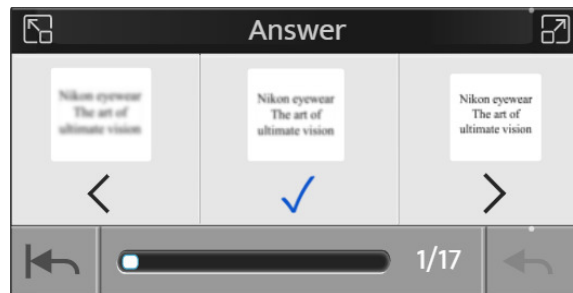 Answer
Nikon eyewear
The art of
ultimate vision
Nikon eyewear
The art of
ultimate vision
Nikon eyewear
The art of
ultimate vision
1/17